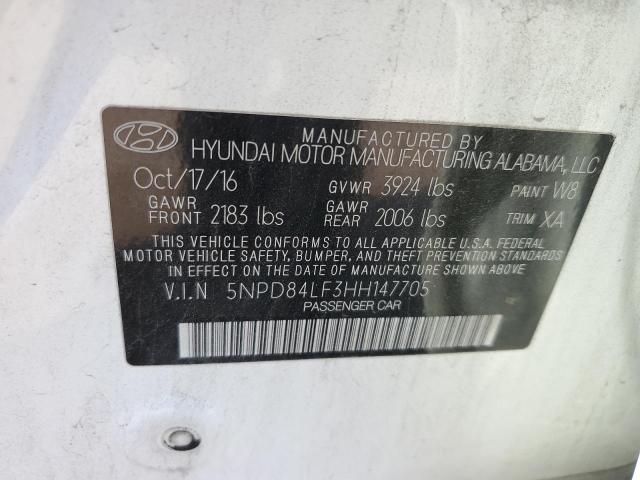 MANUFACTURED BY
HYUNDAI MOTOR MANUFACTURING ALABAMA, LLC
Oct/17/16 GVWR 3924 lbs PAINT W8
GAWR FRONT 2183 lbs GAWR REAR 2006 lbs TRIM XA
THIS VEHICLE CONFORMS TO ALL APPLICABLE U.S.A. FEDERAL
MOTOR VEHICLE SAFETY, BUMPER, AND THEFT PREVENTION
STANDARDS IN EFFECT ON THE DATE OF MANUFACTURE SHOWN ABOVE
V.I.N 5NPD84LF3HH147705
PASSENGER CAR